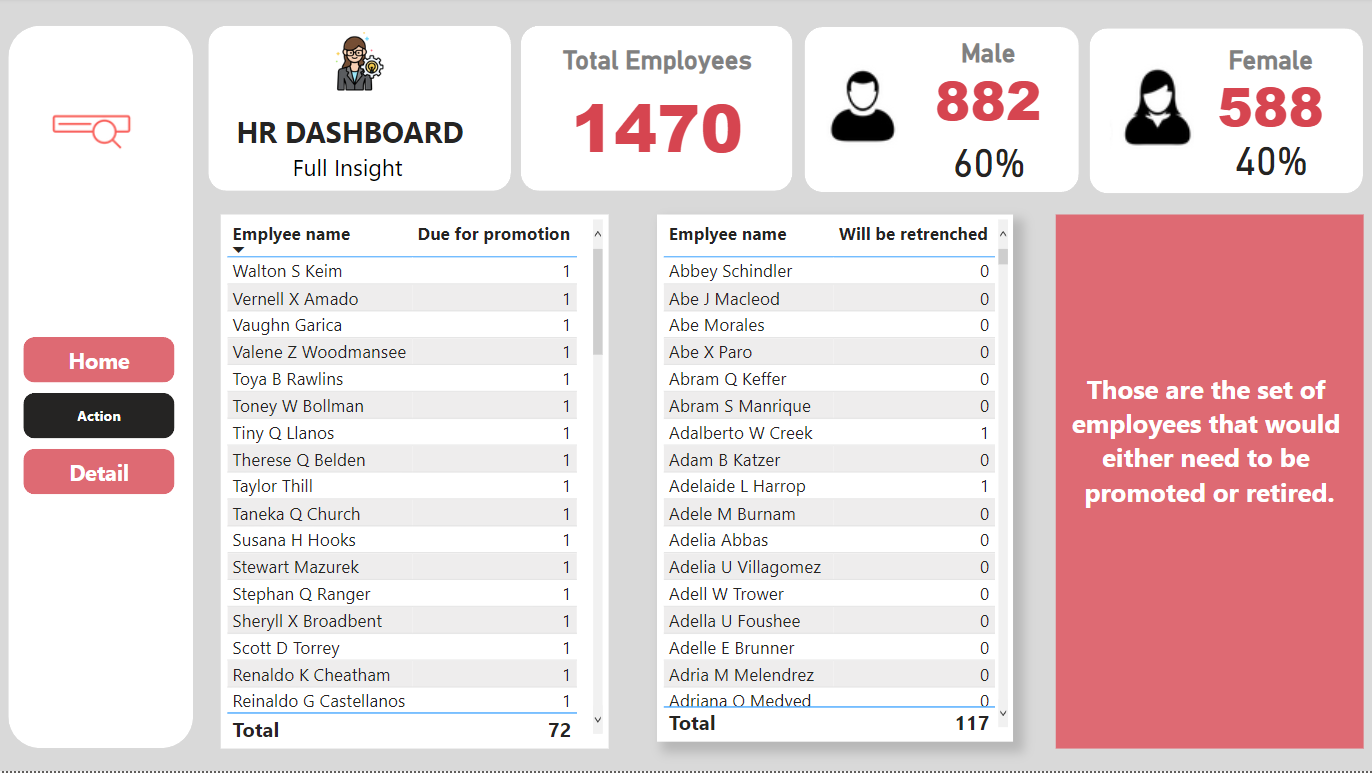 HR DASHBOARD
Full Insight
Total Employees
1470
Male
882
60%
Female
588
40%
Home
Action
Detail
Emplyee name Due for promotion
Walton S Keim 1
Vernell X Amado 1
Vaughn Garica 1
Valene Z Woodmansee 1
Toya B Rawlins 1
Toney W Bollman 1
Tiny Q Llanos 1
Therese Q Belden 1
Taylor Thill 1
Taneka Q Church 1
Susana H Hooks 1
Stewart Mazurek 1
Stephan Q Ranger 1
Sheryll X Broadbent 1
Scott D Torrey 1
Renaldo K Cheatham 1
Reinaldo G Castellanos 1
Total 72
Emplyee name Will be retrenched
Abbey Schindler 0
Abe J Macleod 0
Abe Morales 0
Abe X Paro 0
Abram Q Keffer 0
Abram S Manrique 0
Adalberto W Creek 1
Adam B Katzer 0
Adelaide L Harrop 1
Adele M Burnam 0
Adelia Abbas 0
Adelia U Villagomez 0
Adell W Trower 0
Adella U Foushee 0
Adelle E Brunner 0
Adria M Melendrez 0
Adriana O Medved 0
Total 117
Those are the set of
employees that would
either need to be
promoted or retired.